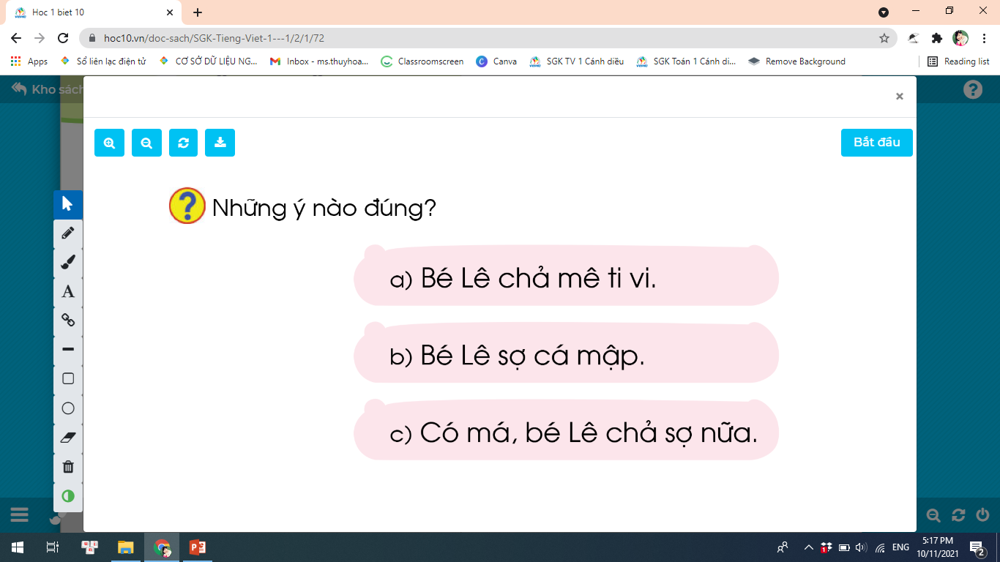 Hoc 1 biet 10
hoc10.vn/doc-sach/SGK-Tieng-Viet-1---1/2/1/72
Apps Sổ liên lạc điện tử CƠ SỞ DỮ LIỆU NG... Inbox - ms.thuyhoa... Classroomscreen Canva SGK TV 1 Cánh diều SGK Toán 1 Cánh di... Remove Background Reading list
Kho sách
Bắt đầu
Những ý nào đúng?
a) Bé Lê chả mê ti vi.
b) Bé Lê sợ cá mập.
c) Có má, bé Lê chả sợ nữa.
A
ENG
5:17 PM
10/11/2021
2